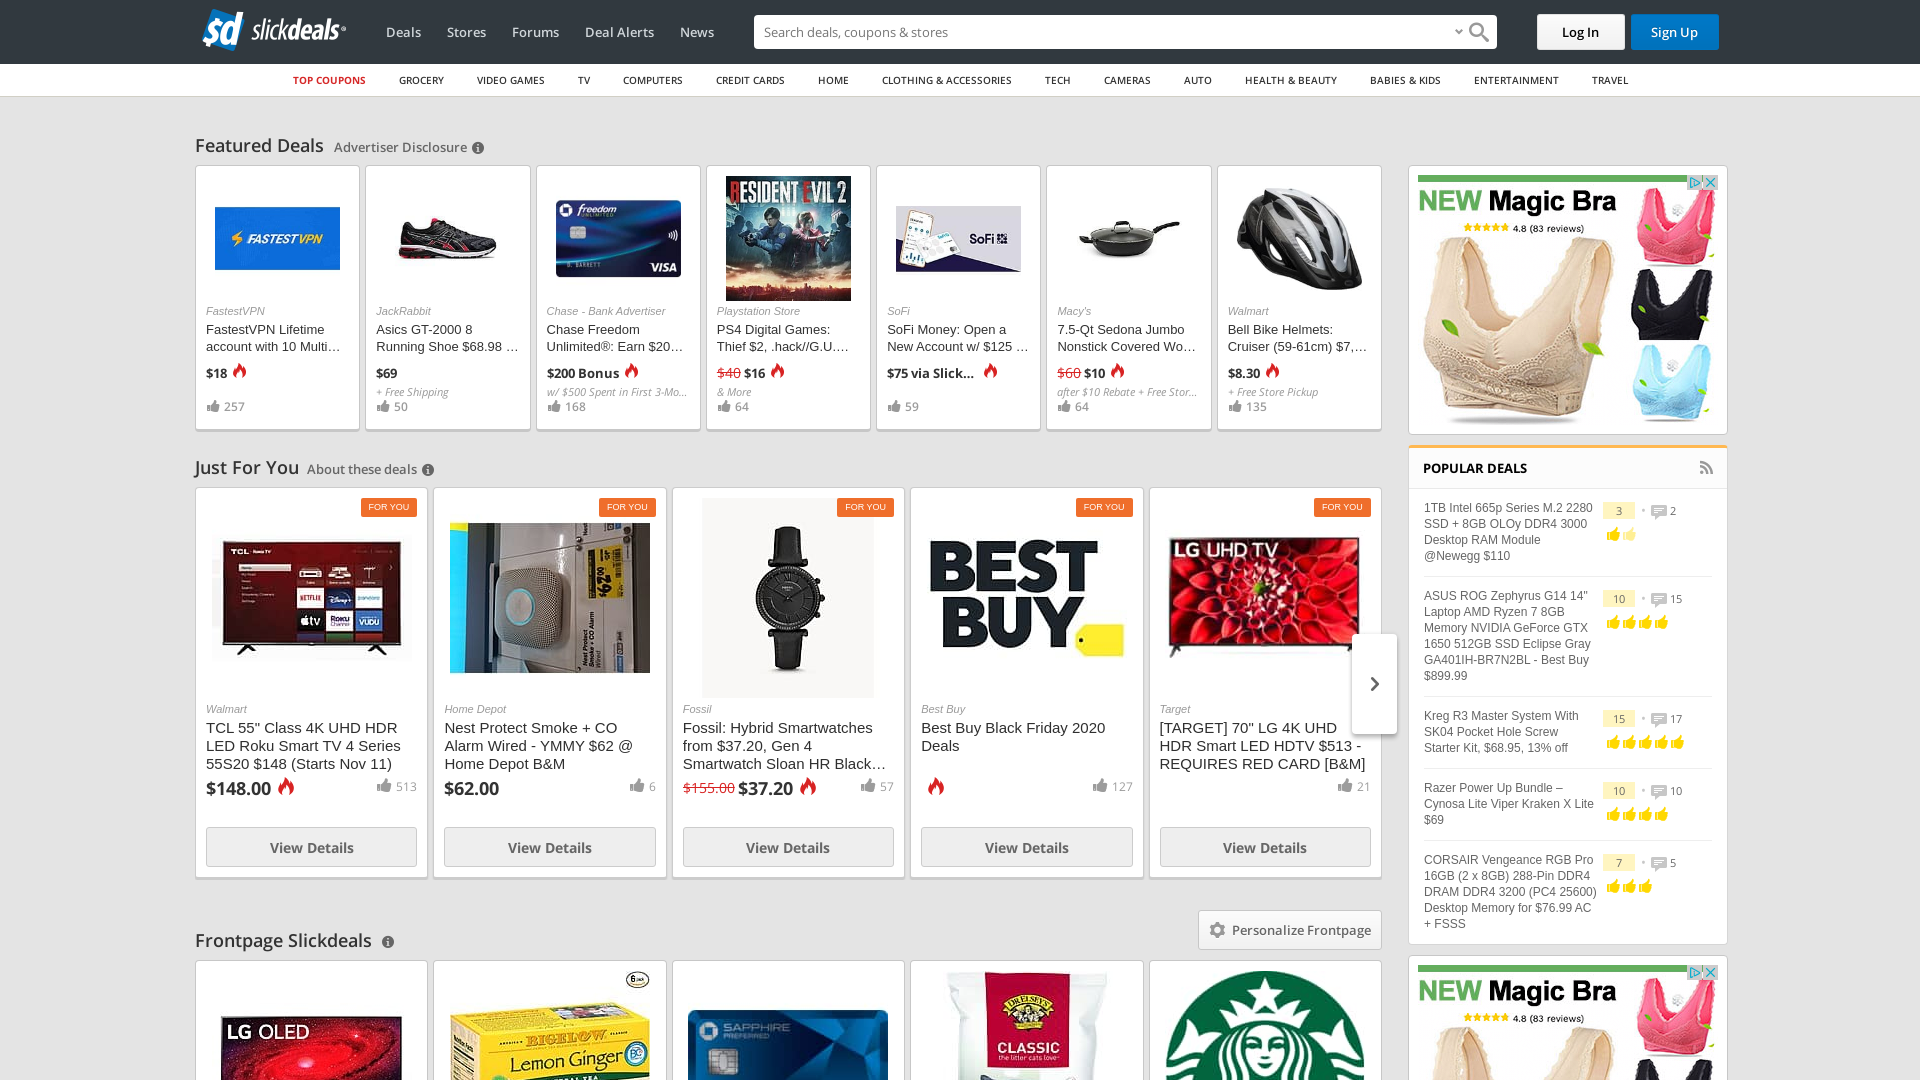 sd slickdeals
Deals
Stores
Forums
Deal Alerts
News
Search deals, coupons & stores
Log In
Sign Up
TOP COUPONS
GROCERY
VIDEO GAMES
TV
COMPUTERS
CREDIT CARDS
HOME
CLOTHING & ACCESSORIES
TECH
CAMERAS
AUTO
HEALTH & BEAUTY
BABIES & KIDS
ENTERTAINMENT
TRAVEL
Featured Deals
Advertiser Disclosure
FASTESTVPN
FastestVPN
FastestVPN Lifetime
account with 10 Multi…
$18
257
JackRabbit
Asics GT-2000 8
Running Shoe $68.98 …
$69
+ Free Shipping
50
freedom
UNLIMITED
D. BARRETT
VISA
Chase - Bank Advertiser
Chase Freedom
Unlimited®: Earn $20…
$200 Bonus
w/ $500 Spent in First 3-Mo...
168
RESIDENT EVIL 2
Playstation Store
PS4 Digital Games:
Thief $2, .hack//G.U.…
$40 $16
& More
64
SoFi
SoFi
SoFi Money: Open a
New Account w/ $125 …
$75 via Slick...
59
Macy's
7.5-Qt Sedona Jumbo
Nonstick Covered Wo…
$60 $10
after $10 Rebate + Free Stor...
64
Walmart
Bell Bike Helmets:
Cruiser (59-61cm) $7,…
$8.30
+ Free Store Pickup
135
NEW Magic Bra
4.8 (83 reviews)
Just For You
About these deals
FOR YOU
TCL Roku TV
NETFLIX
Disney+
pandora
tv
Roku
Channel
VUDU
Walmart
TCL 55" Class 4K UHD HDR
LED Roku Smart TV 4 Series
55S20 $148 (Starts Nov 11)
$148.00
513
View Details
FOR YOU
$62.00
Nest Protect
Smoke + CO Alarm
Wired
Home Depot
Nest Protect Smoke + CO
Alarm Wired - YMMY $62 @
Home Depot B&M
$62.00
6
View Details
FOR YOU
Fossil
Fossil: Hybrid Smartwatches
from $37.20, Gen 4
Smartwatch Sloan HR Black…
$155.00 $37.20
57
View Details
FOR YOU
BEST
BUY
Best Buy
Best Buy Black Friday 2020
Deals
127
View Details
FOR YOU
LG UHD TV
Target
[TARGET] 70" LG 4K UHD
HDR Smart LED HDTV $513 -
REQUIRES RED CARD [B&M]
21
View Details
POPULAR DEALS
1TB Intel 665p Series M.2 2280
SSD + 8GB OLOy DDR4 3000
Desktop RAM Module
@Newegg $110
3
2
ASUS ROG Zephyrus G14 14"
Laptop AMD Ryzen 7 8GB
Memory NVIDIA GeForce GTX
1650 512GB SSD Eclipse Gray
GA401IH-BR7N2BL - Best Buy
$899.99
10
15
Kreg R3 Master System With
SK04 Pocket Hole Screw
Starter Kit, $68.95, 13% off
15
17
Razer Power Up Bundle –
Cynosa Lite Viper Kraken X Lite
$69
10
10
CORSAIR Vengeance RGB Pro
16GB (2 x 8GB) 288-Pin DDR4
DRAM DDR4 3200 (PC4 25600)
Desktop Memory for $76.99 AC
+ FSSS
7
5
Frontpage Slickdeals
Personalize Frontpage
LG OLED
BIGELOW
Lemon Ginger
SAPPHIRE
PREFERRED
DR. ELSEY'S
CLASSIC
the litter cats love
NEW Magic Bra
4.8 (83 reviews)